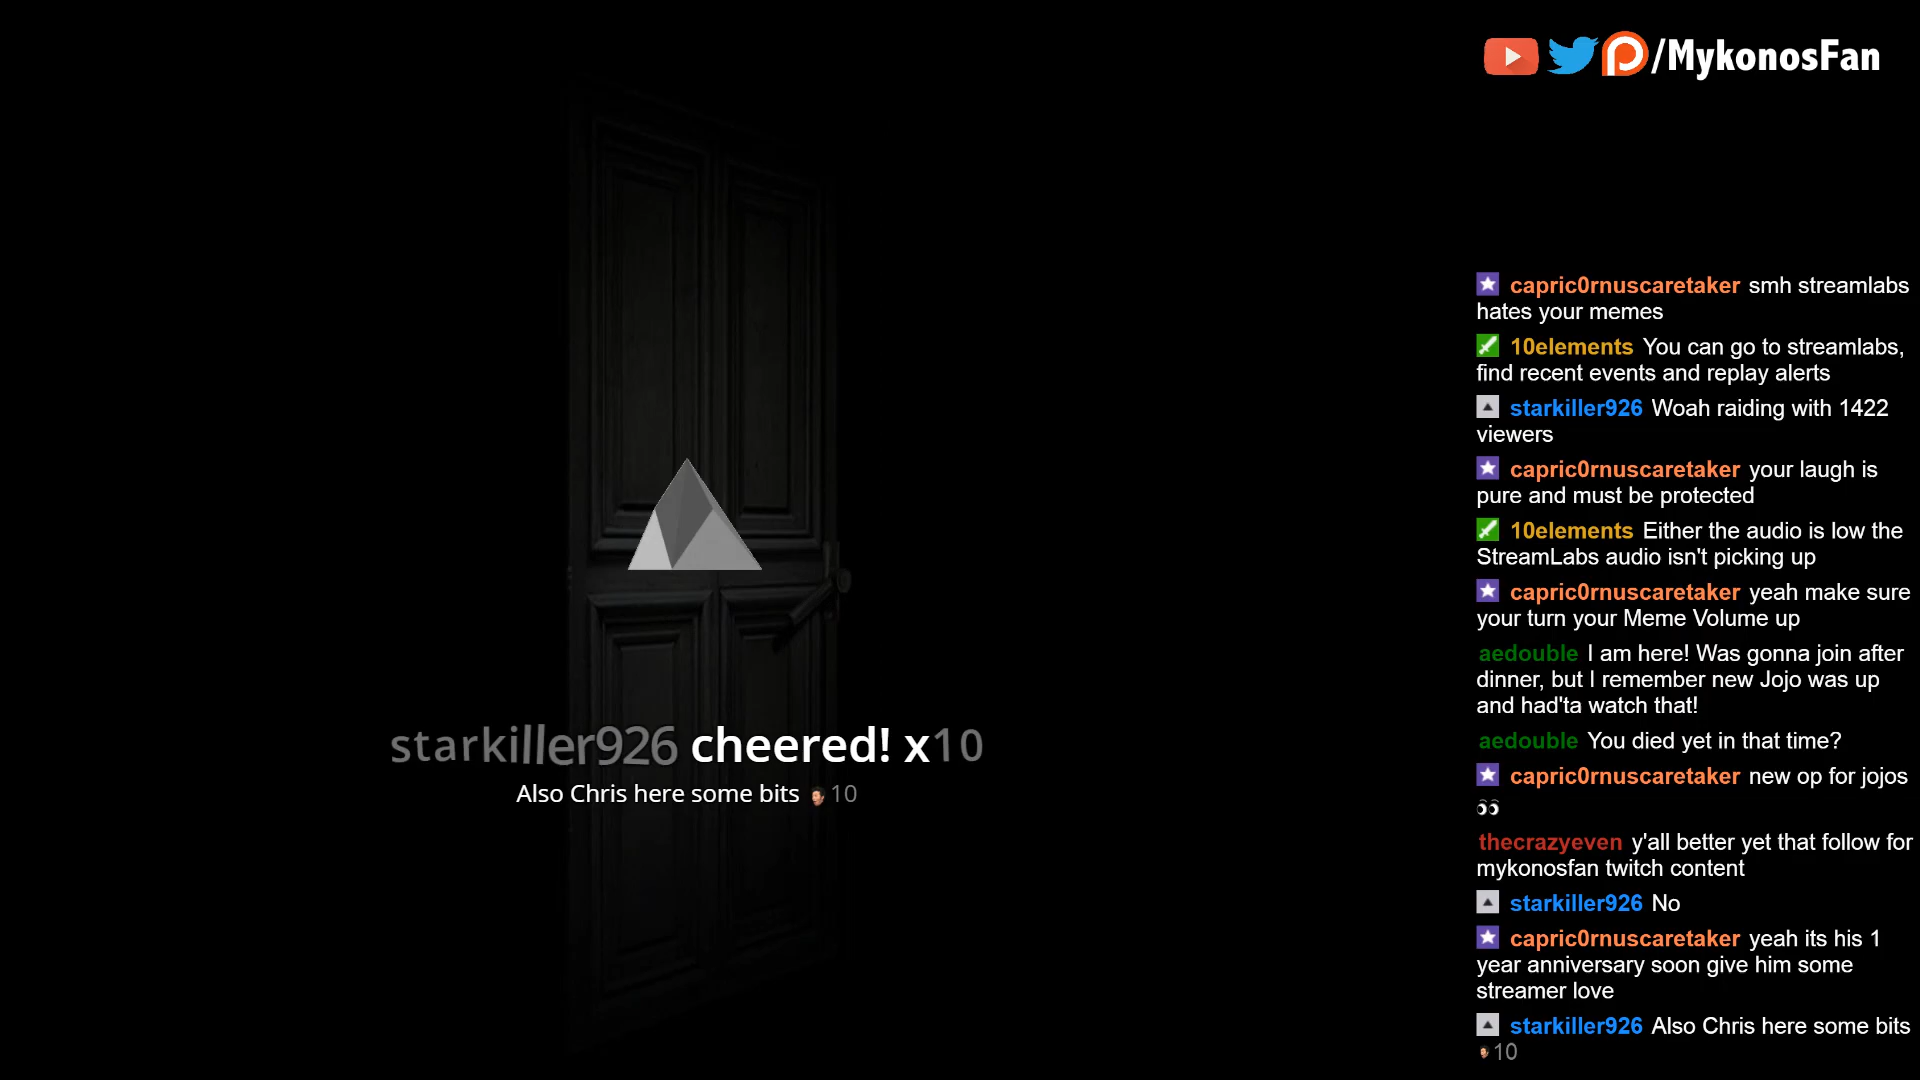 /MykonosFan
capric0rnuscaretaker smh streamlabs
hates your memes
10elements You can go to streamlabs,
find recent events and replay alerts
starkiller926 Woah raiding with 1422
viewers
capric0rnuscaretaker your laugh is
pure and must be protected
10elements Either the audio is low the
StreamLabs audio isn't picking up
capric0rnuscaretaker yeah make sure
your turn your Meme Volume up
aedouble I am here! Was gonna join after
dinner, but I remember new Jojo was up
and had'ta watch that!
aedouble You died yet in that time?
capric0rnuscaretaker new op for jojos
👀
thecrazyeven y'all better yet that follow for
mykonosfan twitch content
starkiller926 No
capric0rnuscaretaker yeah its his 1
year anniversary soon give him some
streamer love
starkiller926 Also Chris here some bits
10
starkiller926 cheered! x10
Also Chris here some bits 10